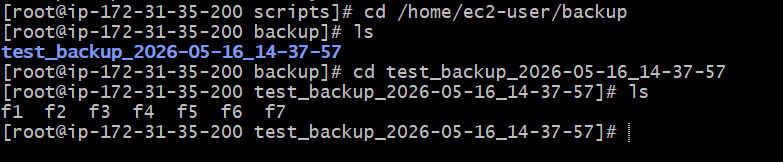 [root@ip-172-31-35-200 scripts]# cd /home/ec2-user/backup
[root@ip-172-31-35-200 backup]# ls
test_backup_2026-05-16_14-37-57
[root@ip-172-31-35-200 backup]# cd test_backup_2026-05-16_14-37-57
[root@ip-172-31-35-200 test_backup_2026-05-16_14-37-57]# ls
f1  f2  f3  f4  f5  f6  f7
[root@ip-172-31-35-200 test_backup_2026-05-16_14-37-57]#